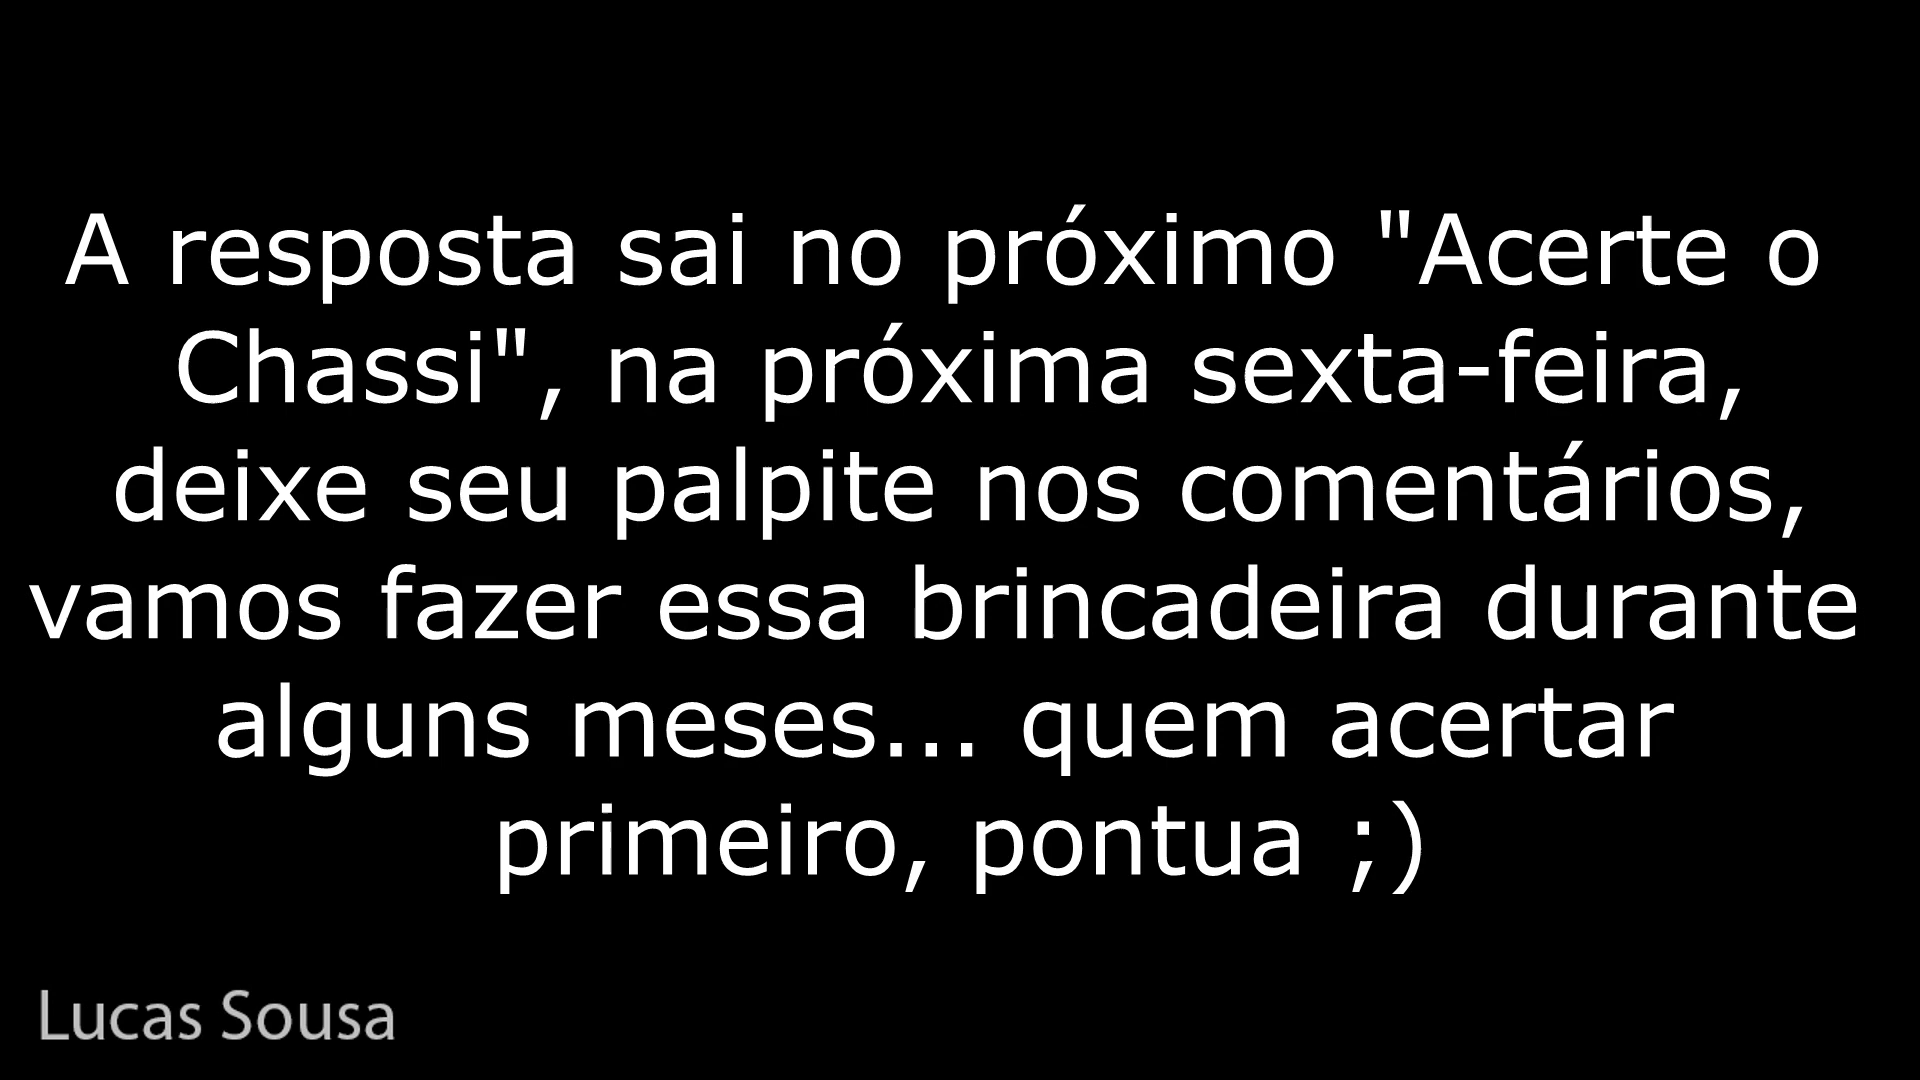 A resposta sai no próximo "Acerte o
Chassi", na próxima sexta-feira,
deixe seu palpite nos comentários,
vamos fazer essa brincadeira durante
alguns meses... quem acertar
primeiro, pontua ;)
Lucas Sousa